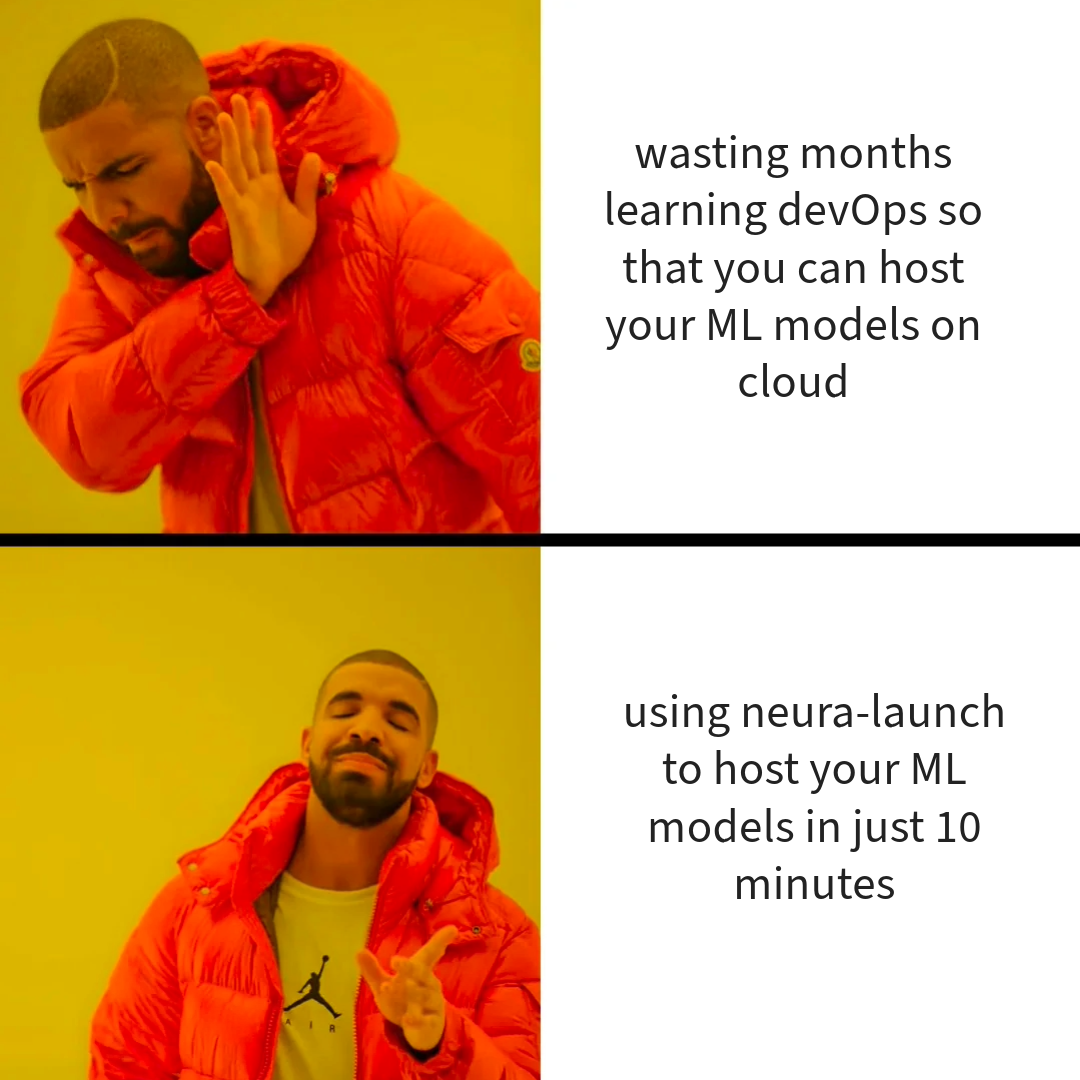 wasting months
learning devOps so
that you can host
your ML models on
cloud
using neura-launch
to host your ML
models in just 10
minutes
AIR